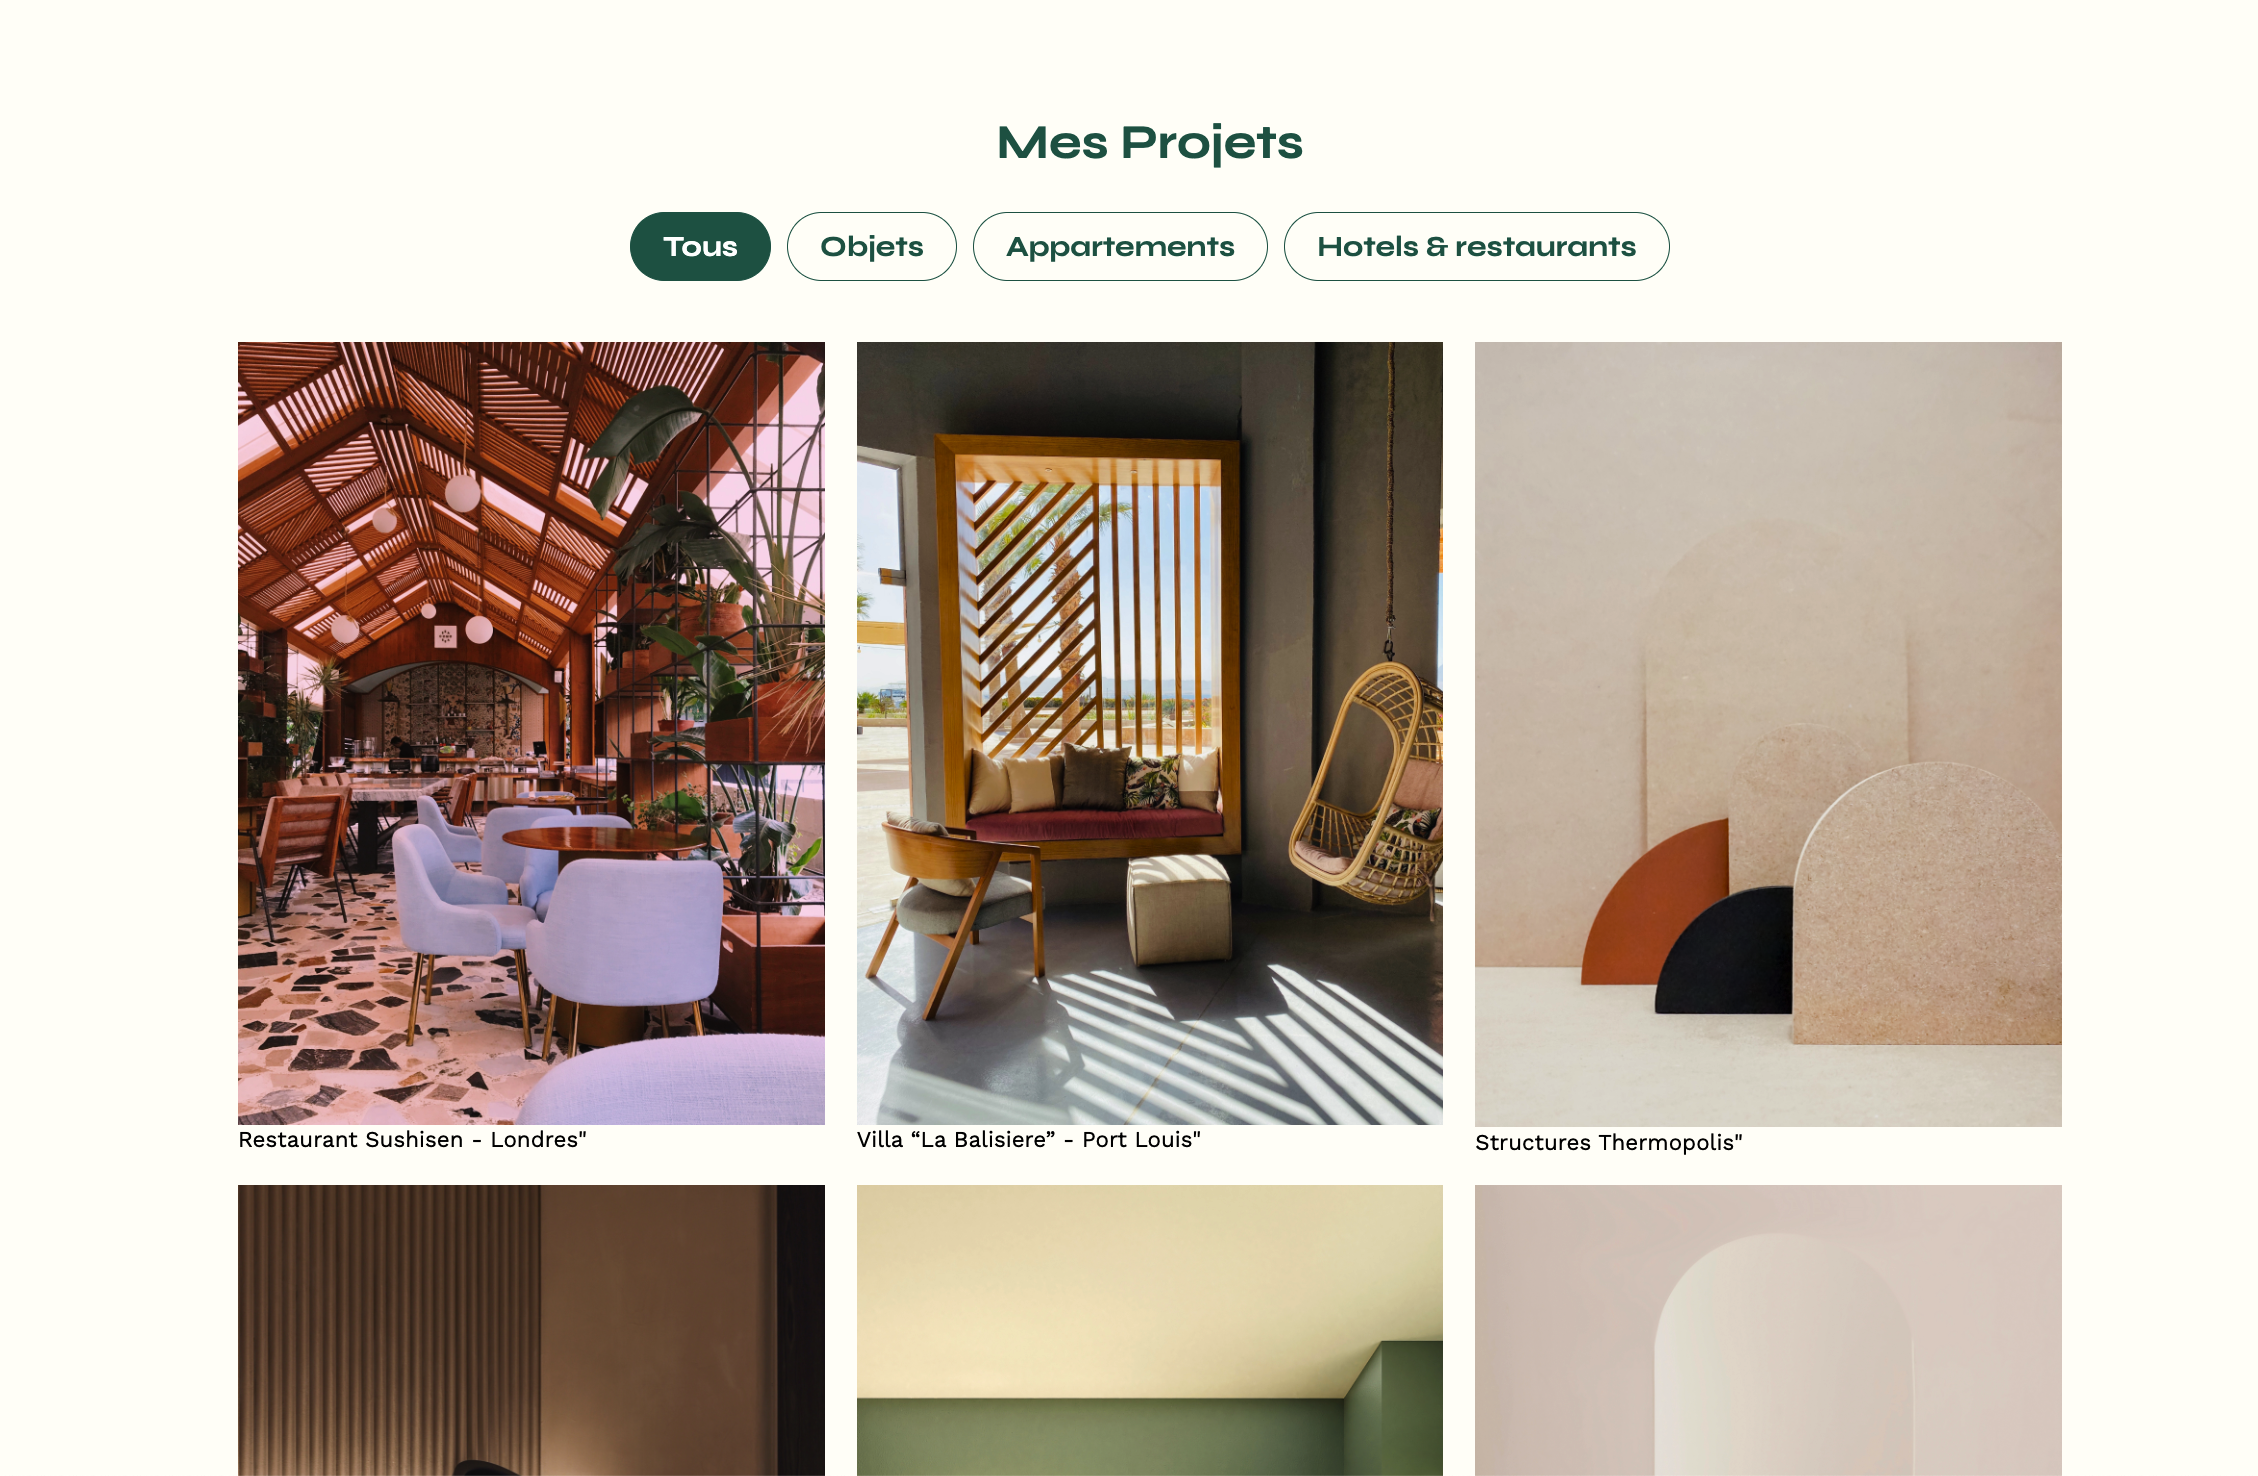 Mes Projets
Tous
Objets
Appartements
Hotels & restaurants
Restaurant Sushisen - Londres"
Villa “La Balisiere” - Port Louis"
Structures Thermopolis"